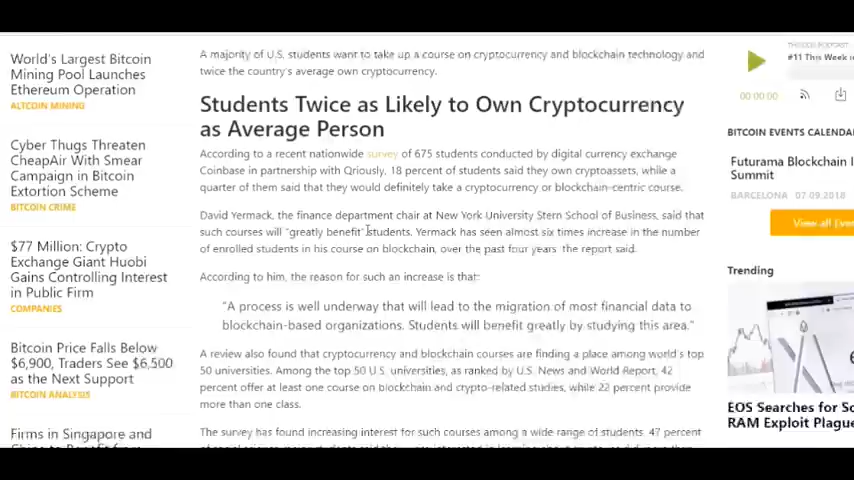 World's Largest Bitcoin
Mining Pool Launches
Ethereum Operation
ALTCOIN MINING
Cyber Thugs Threaten
CheapAir With Smear
Campaign in Bitcoin
Extortion Scheme
BITCOIN CRIME
$77 Million: Crypto
Exchange Giant Huobi
Gains Controlling Interest
in Public Firm
COMPANIES
Bitcoin Price Falls Below
$6,900, Traders See $6,500
as the Next Support
BITCOIN ANALYSIS
Firms in Singapore and
A majority of U.S. students want to take up a course on cryptocurrency and blockchain technology and
twice the country's average own cryptocurrency.
Students Twice as Likely to Own Cryptocurrency
as Average Person
According to a recent nationwide survey of 675 students conducted by digital currency exchange
Coinbase in partnership with Qriously, 18 percent of students said they own cryptoassets, while a
quarter of them said that they would definitely take a cryptocurrency or blockchain-centric course.
David Yermack, the finance department chair at New York University Stern School of Business, said that
such courses will "greatly benefit" students. Yermack has seen almost six times increase in the number
of enrolled students in his course on blockchain, over the past four years the report said.
According to him, the reason for such an increase is that:
"A process is well underway that will lead to the migration of most financial data to
blockchain-based organizations. Students will benefit greatly by studying this area."
A review also found that cryptocurrency and blockchain courses are finding a place among world's top
50 universities. Among the top 50 U.S. universities, as ranked by U.S. News and World Report, 42
percent offer at least one course on blockchain and crypto-related studies, while 22 percent provide
more than one class.
The survey has found increasing interest for such courses among a wide range of students. 47 percent
#11 This Week i
00:00:00
BITCOIN EVENTS CALENDA
Futurama Blockchain I
Summit
BARCELONA 07.09.2018
View all Even
Trending
EOS Searches for So
RAM Exploit Plague